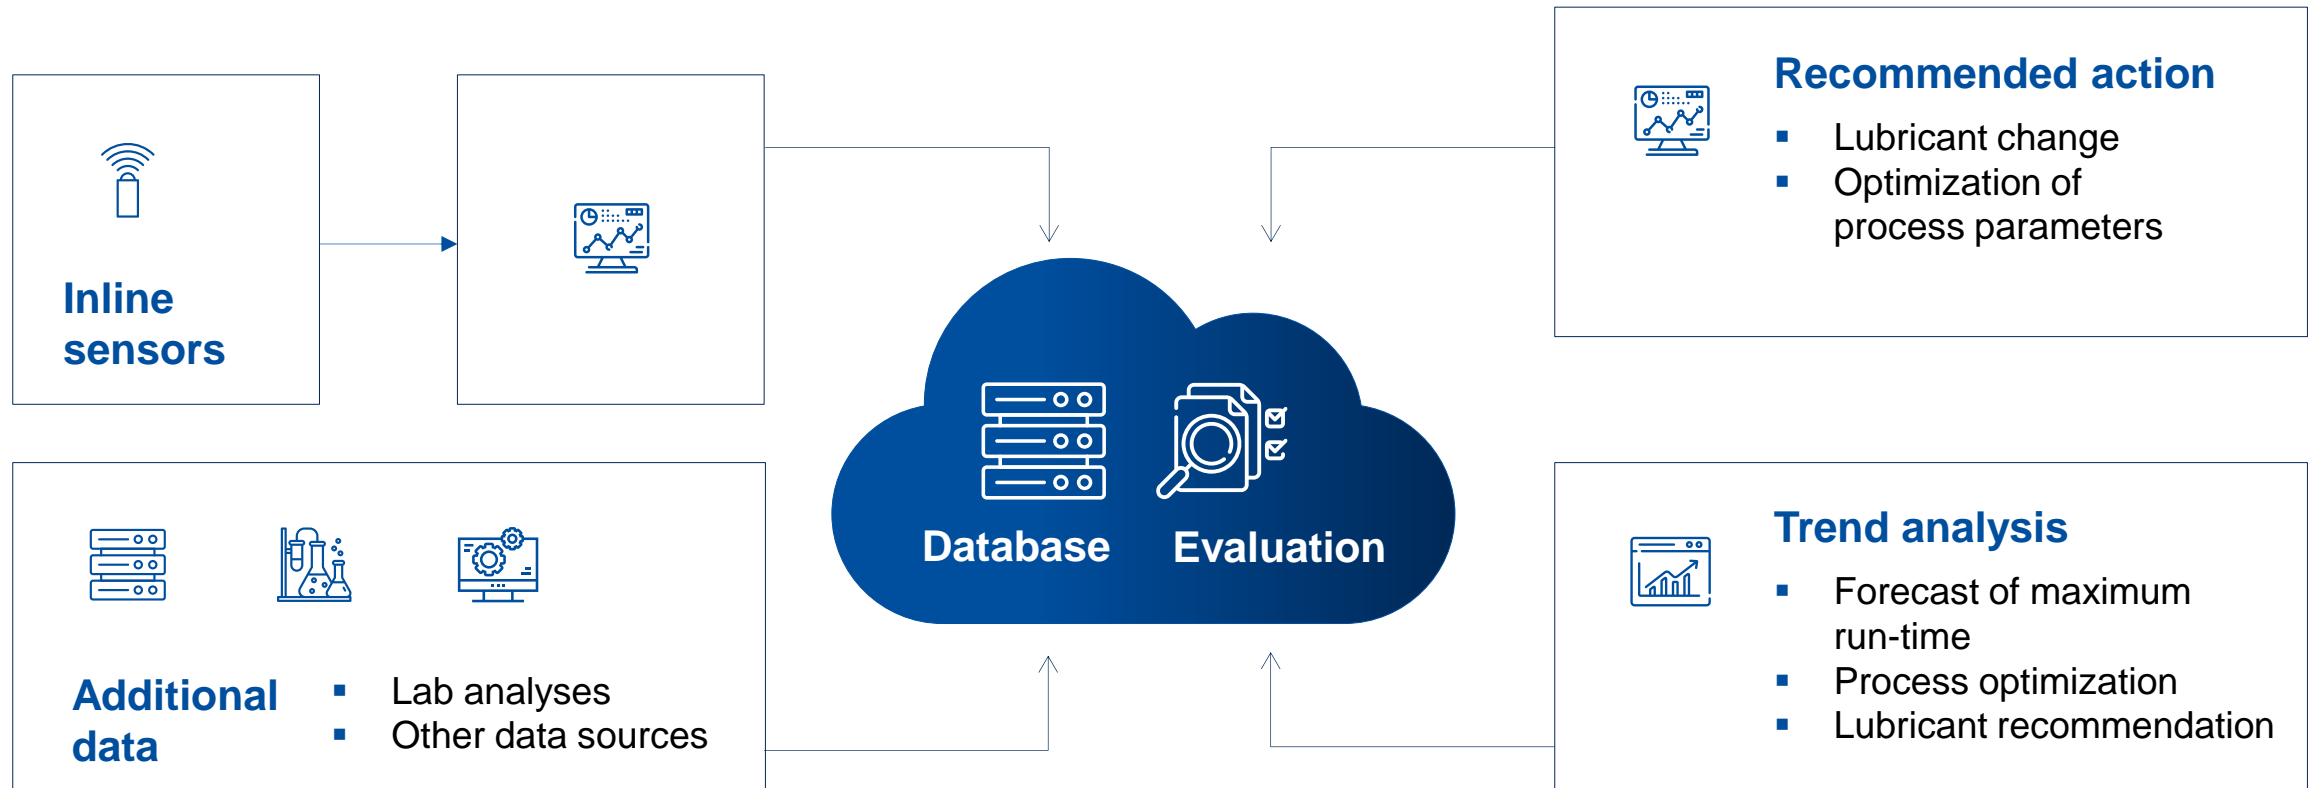 Inline
sensors
Additional
data
▪ Lab analyses
▪ Other data sources
Database
Evaluation
Recommended action
▪ Lubricant change
▪ Optimization of
process parameters
Trend analysis
▪ Forecast of maximum
run-time
▪ Process optimization
▪ Lubricant recommendation